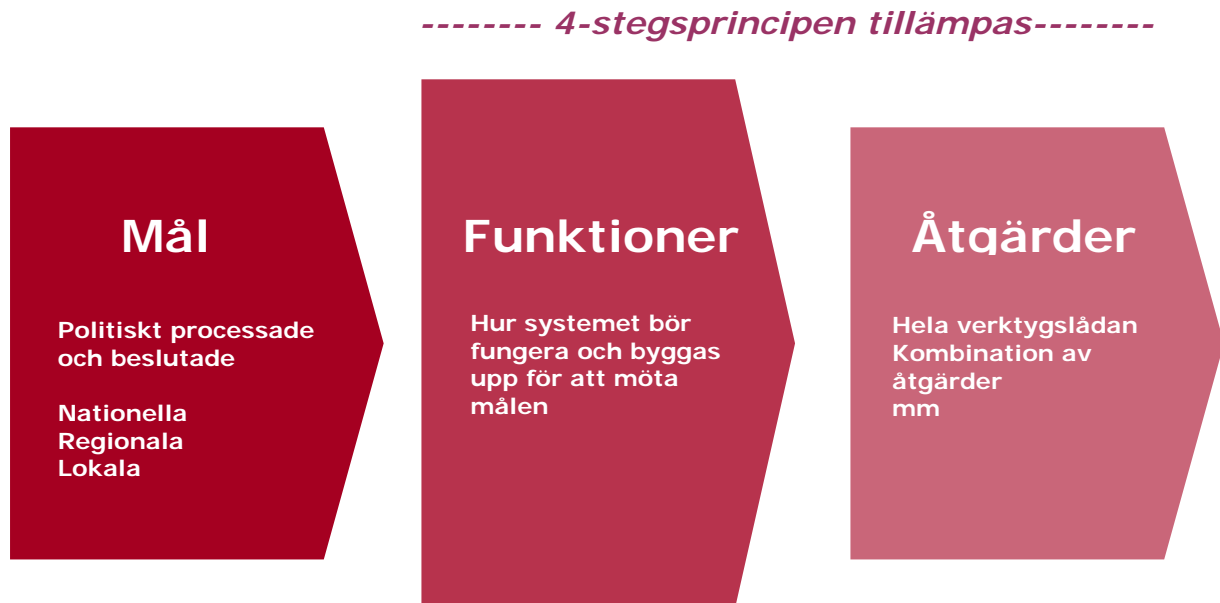 -------- 4-stegsprincipen tillämpas--------
Mål
Politiskt processade
och beslutade
Nationella
Regionala
Lokala
Funktioner
Hur systemet bör
fungera och byggas
upp för att möta
målen
Åtgärder
Hela verktygslådan
Kombination av
åtgärder
mm